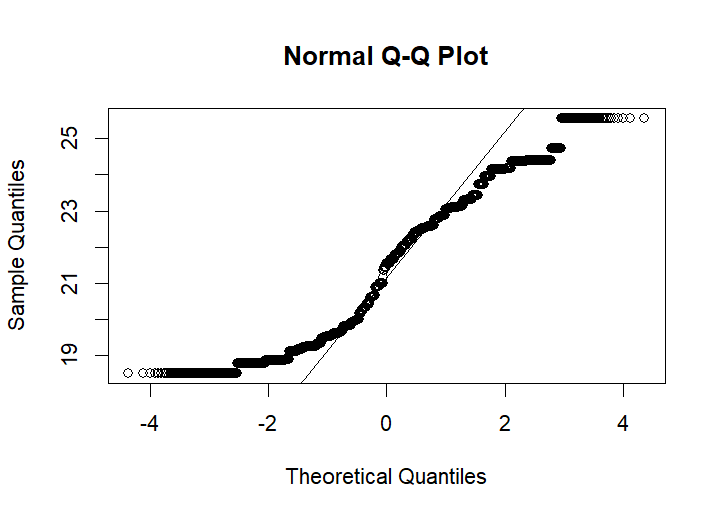 Normal Q-Q Plot
Sample Quantiles
25
23
21
19
-4 -2 0 2 4
Theoretical Quantiles